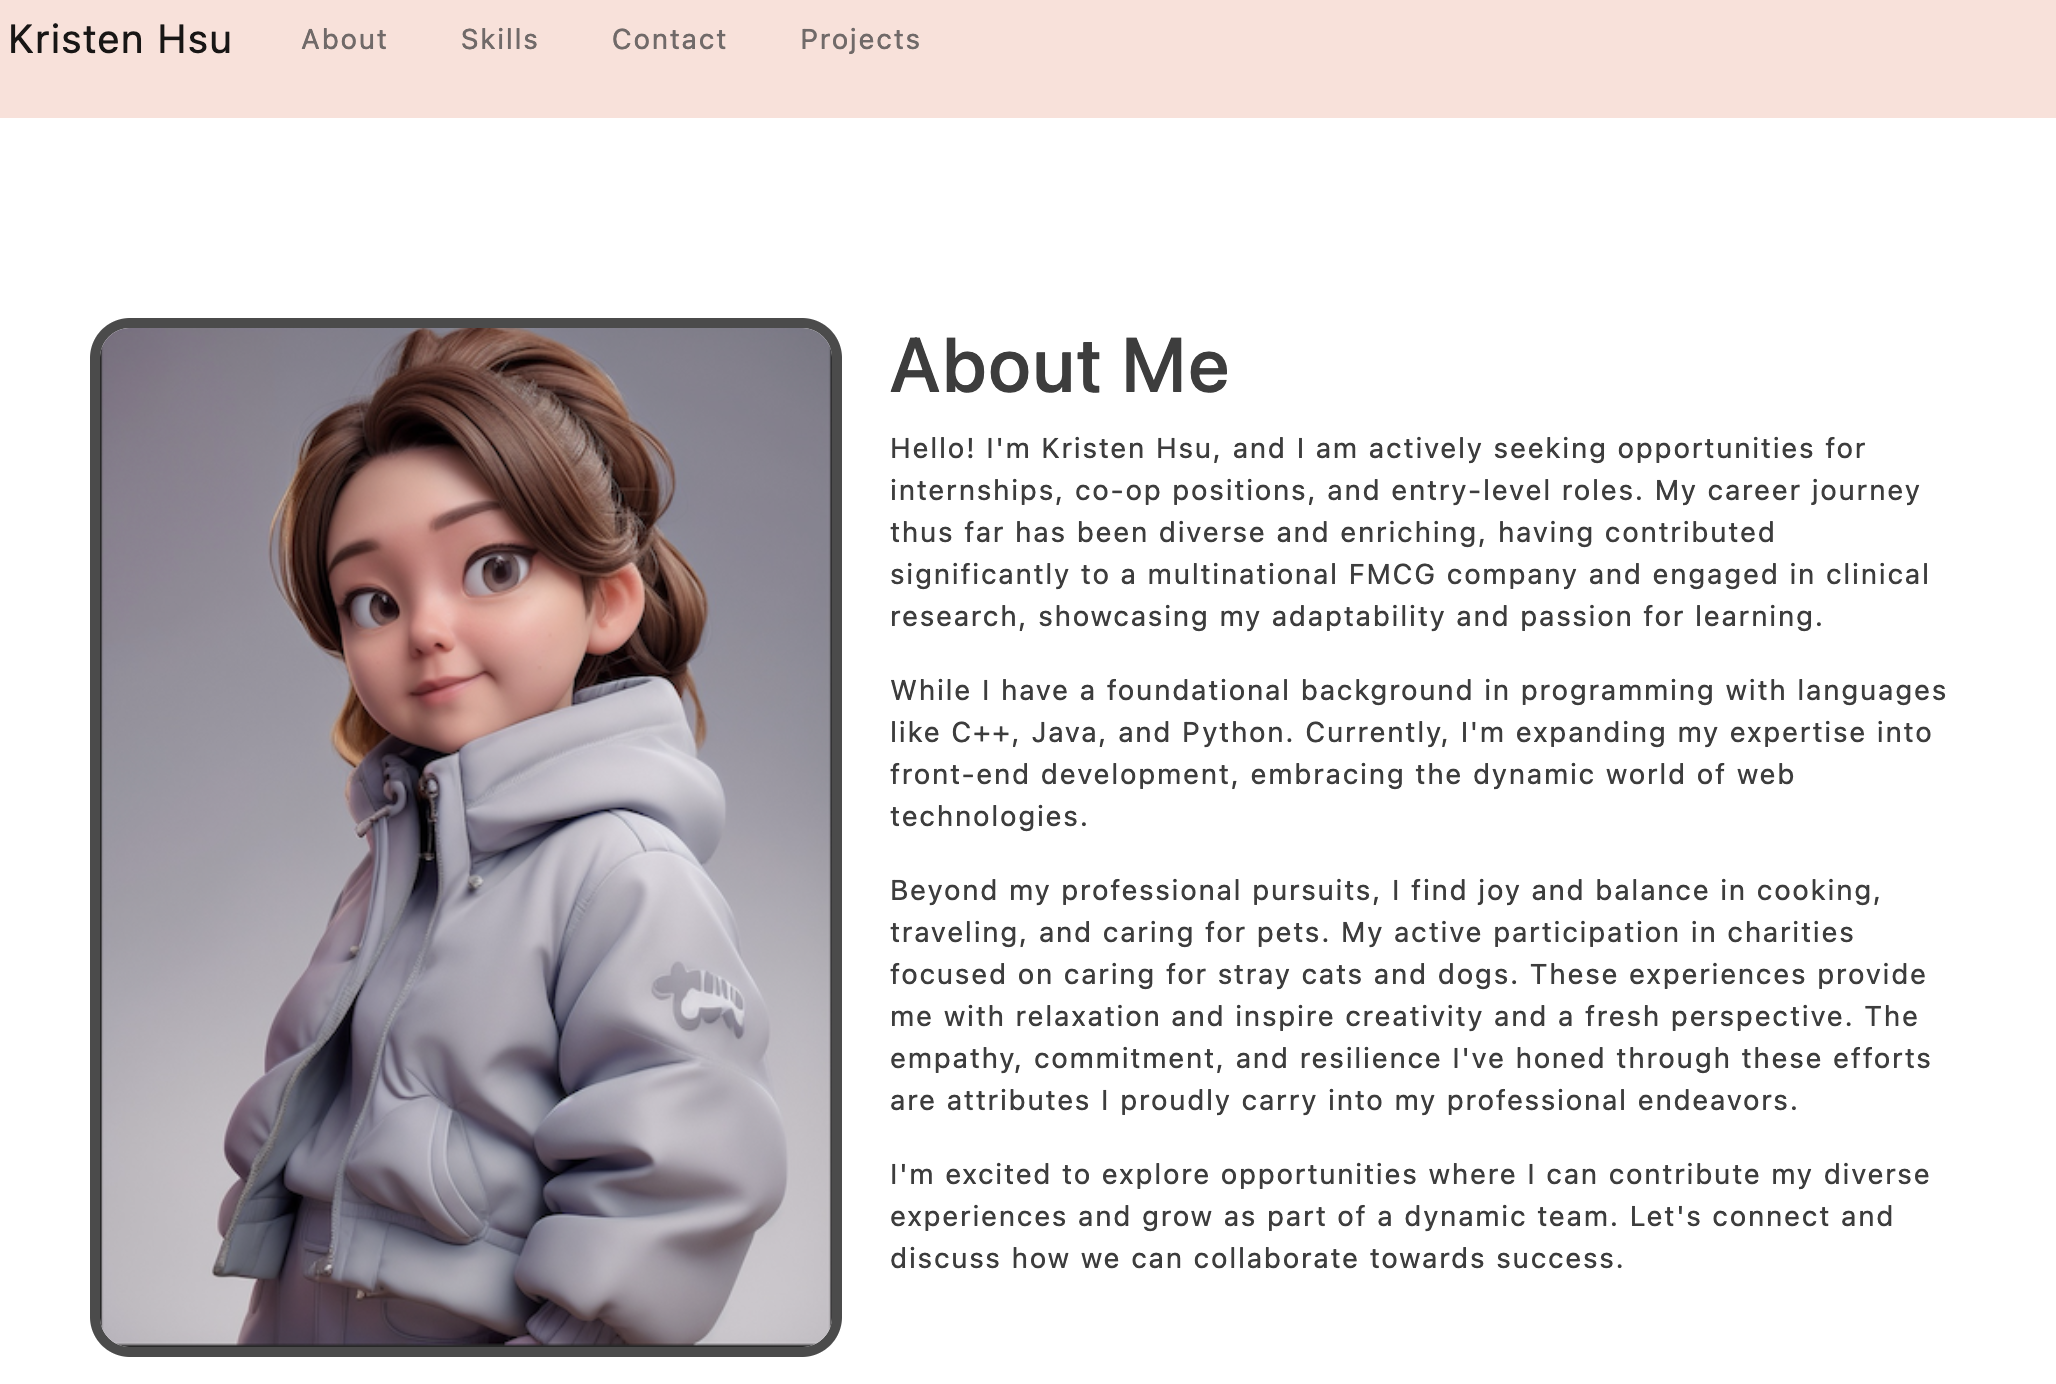 Kristen Hsu About Skills Contact Projects
About Me
Hello! I'm Kristen Hsu, and I am actively seeking opportunities for
internships, co-op positions, and entry-level roles. My career journey
thus far has been diverse and enriching, having contributed
significantly to a multinational FMCG company and engaged in clinical
research, showcasing my adaptability and passion for learning.
While I have a foundational background in programming with languages
like C++, Java, and Python. Currently, I'm expanding my expertise into
front-end development, embracing the dynamic world of web
technologies.
Beyond my professional pursuits, I find joy and balance in cooking,
traveling, and caring for pets. My active participation in charities
focused on caring for stray cats and dogs. These experiences provide
me with relaxation and inspire creativity and a fresh perspective. The
empathy, commitment, and resilience I've honed through these efforts
are attributes I proudly carry into my professional endeavors.
I'm excited to explore opportunities where I can contribute my diverse
experiences and grow as part of a dynamic team. Let's connect and
discuss how we can collaborate towards success.